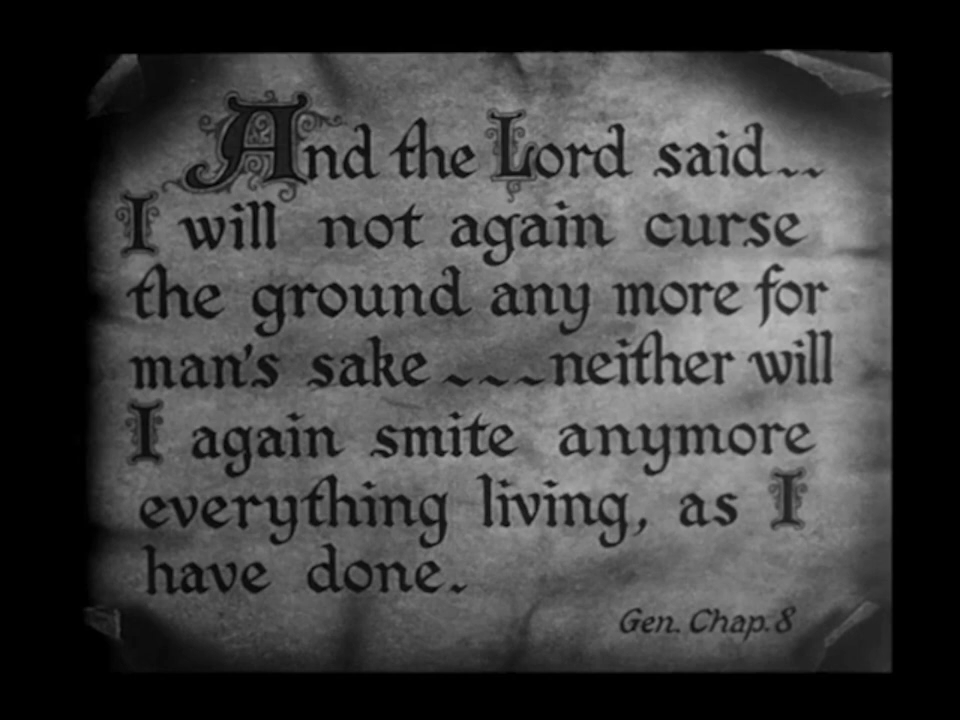 And the Lord said..
I will not again curse
the ground any more for
man's sake ~~~neither will
I again smite anymore
everything living, as I
have done.
Gen. Chap. 8